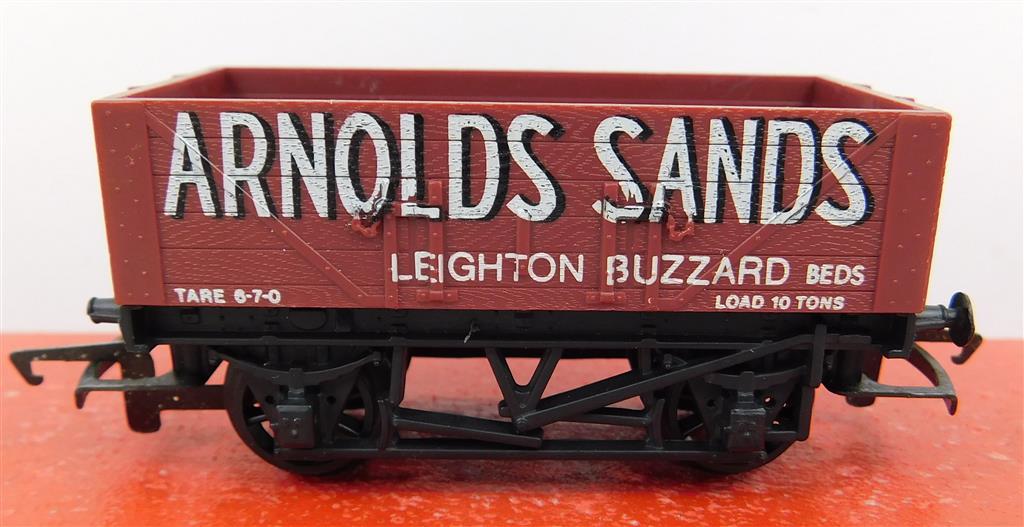 ARNOLDS SANDS
LEIGHTON BUZZARD BEDS
TARE 6-7-0 LOAD 10 TONS